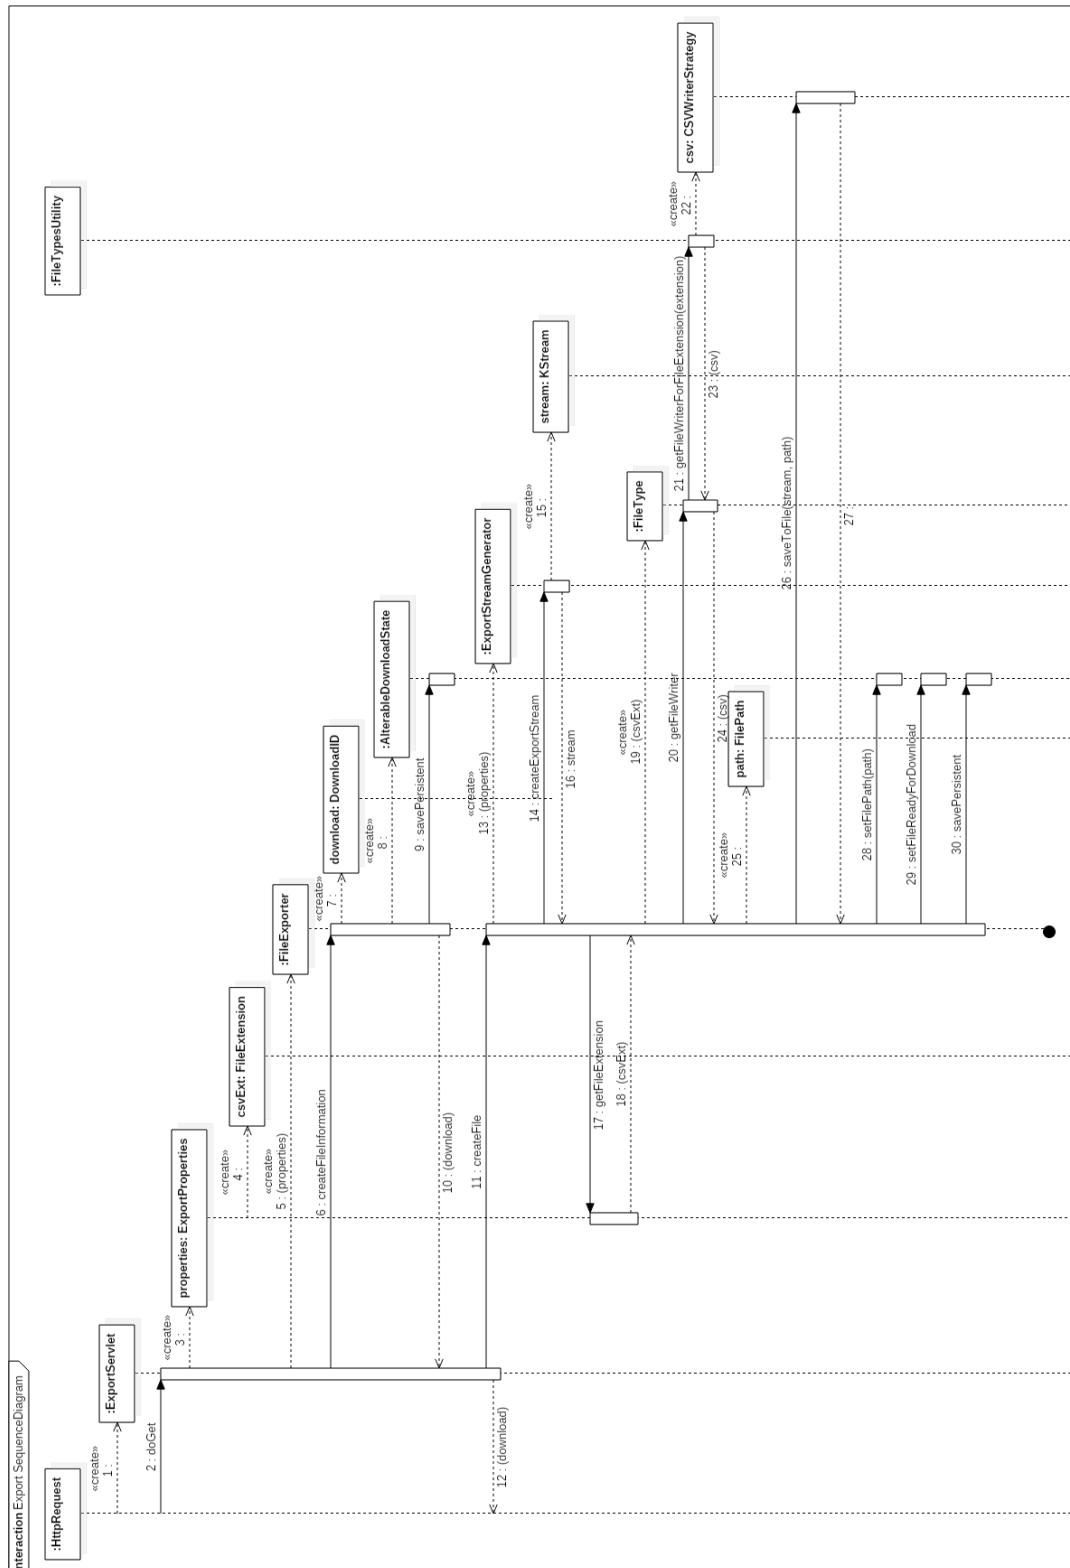 nteraction Export SequenceDiagram
:HttpRequest
«create»
1 :
:ExportServlet
2 : doGet
«create»
3 :
properties: ExportProperties
«create»
4 :
csvExt: FileExtension
«create»
5 : (properties)
:FileExporter
6 : createFileInformation
«create»
7 :
download: DownloadID
«create»
8 :
:AlterableDownloadState
9 : savePersistent
10 : (download)
11 : createFile
12 : (download)
«create»
13 : (properties)
:ExportStreamGenerator
14 : createExportStream
«create»
15 :
stream: KStream
16 : stream
17 : getFileExtension
18 : (csvExt)
«create»
19 : (csvExt)
:FileType
20 : getFileWriter
21 : getFileWriterForFileExtension(extension)
:FileTypesUtility
«create»
22 :
csv: CSVWriterStrategy
23 : (csv)
24 : (csv)
«create»
25 :
path: FilePath
26 : saveToFile(stream, path)
27 :
28 : setFilePath(path)
29 : setFileReadyForDownload
30 : savePersistent